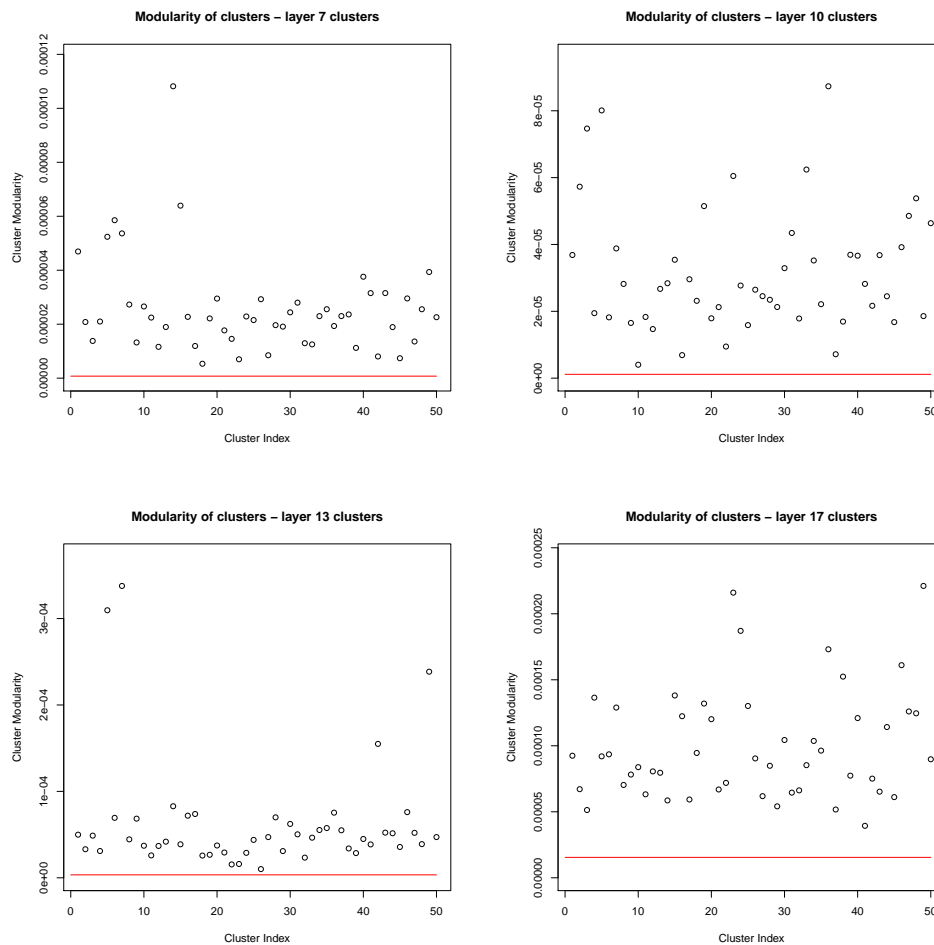 Modularity of clusters – layer 7 clusters
Cluster Modularity
0.00012
0.00010
0.00008
0.00006
0.00004
0.00002
0.00000
0 10 20 30 40 50
Cluster Index
Modularity of clusters – layer 10 clusters
Cluster Modularity
8e−05
6e−05
4e−05
2e−05
0e+00
0 10 20 30 40 50
Cluster Index
Modularity of clusters – layer 13 clusters
Cluster Modularity
3e−04
2e−04
1e−04
0e+00
0 10 20 30 40 50
Cluster Index
Modularity of clusters – layer 17 clusters
Cluster Modularity
0.00025
0.00020
0.00015
0.00010
0.00005
0.00000
0 10 20 30 40 50
Cluster Index